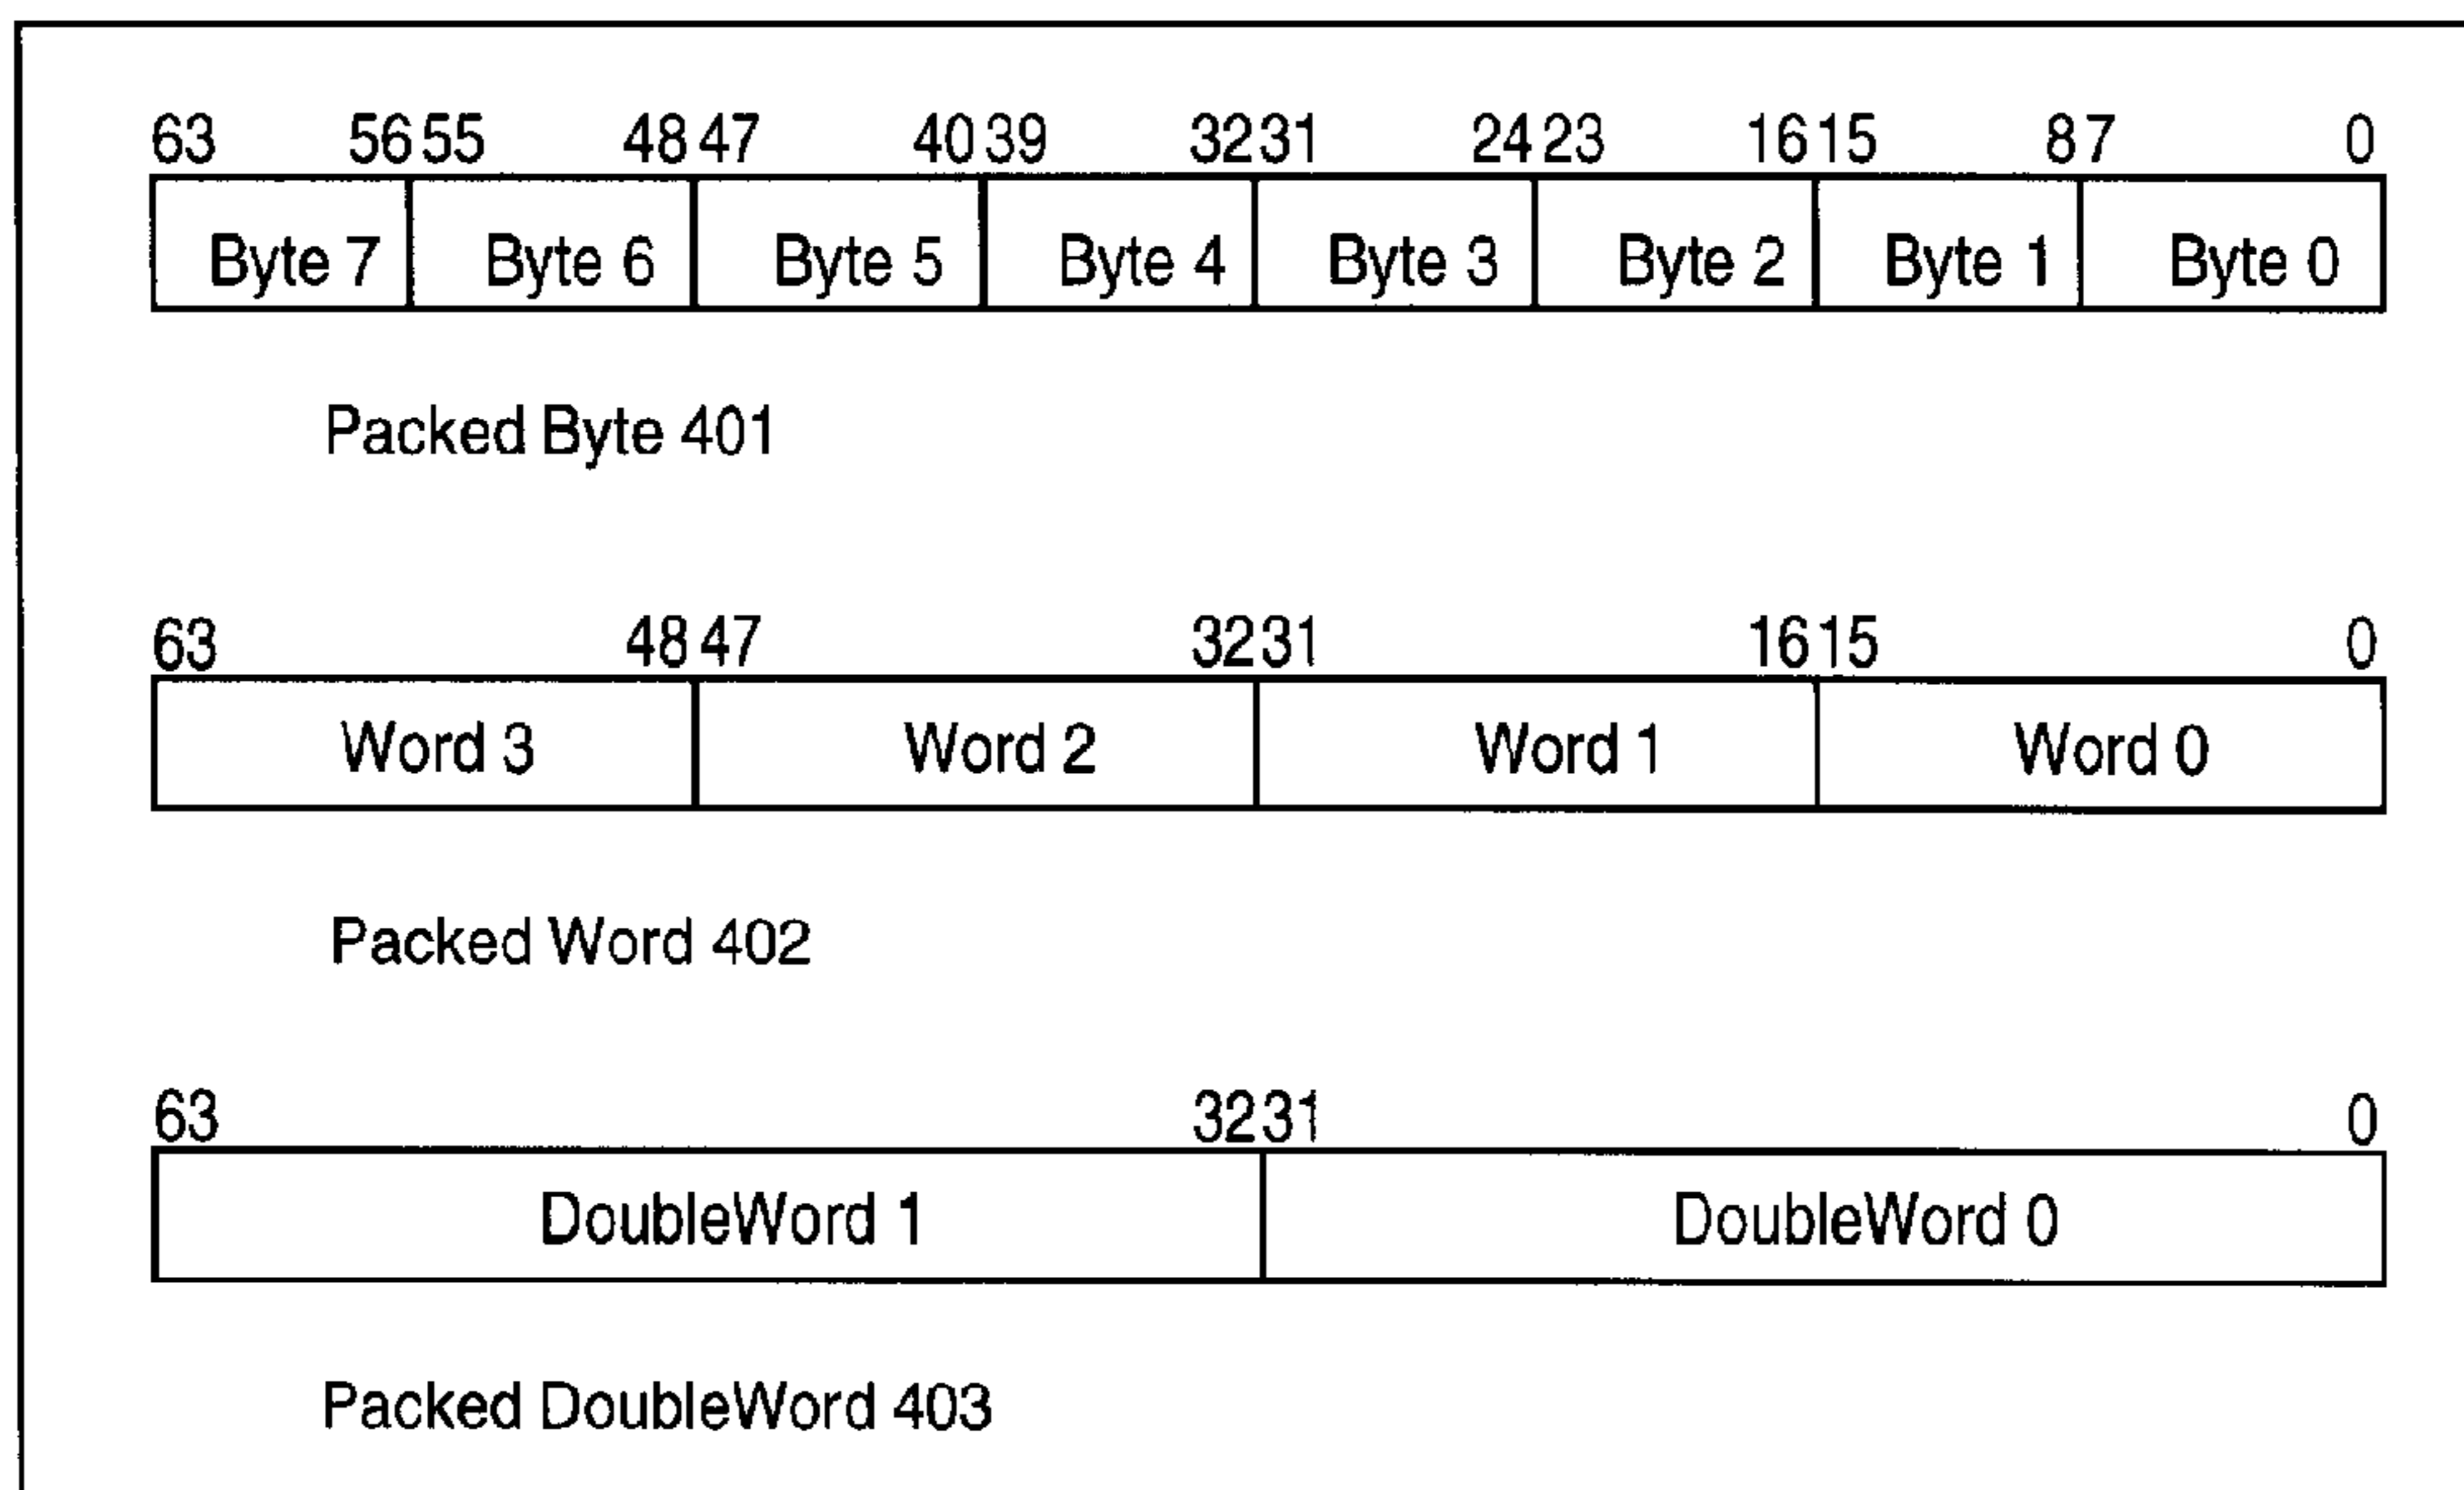 63 56 55 48 47 40 39 32 31 24 23 16 15 8 7 0
Byte 7 Byte 6 Byte 5 Byte 4 Byte 3 Byte 2 Byte 1 Byte 0
Packed Byte 401
63 48 47 32 31 16 15 0
Word 3 Word 2 Word 1 Word 0
Packed Word 402
63 32 31 0
DoubleWord 1 DoubleWord 0
Packed DoubleWord 403